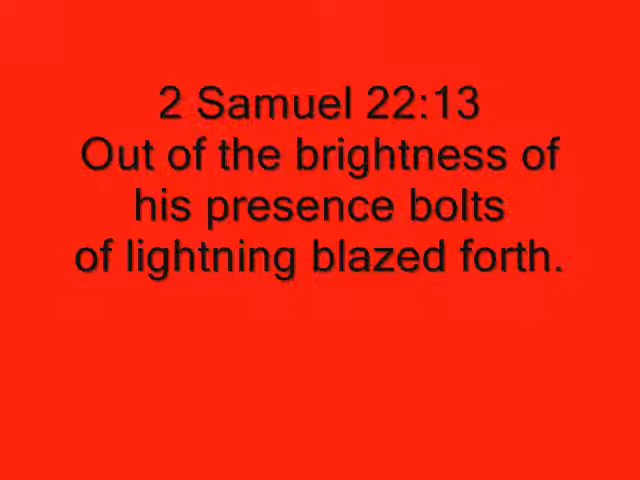 2 Samuel 22:13
Out of the brightness of
his presence bolts
of lightning blazed forth.